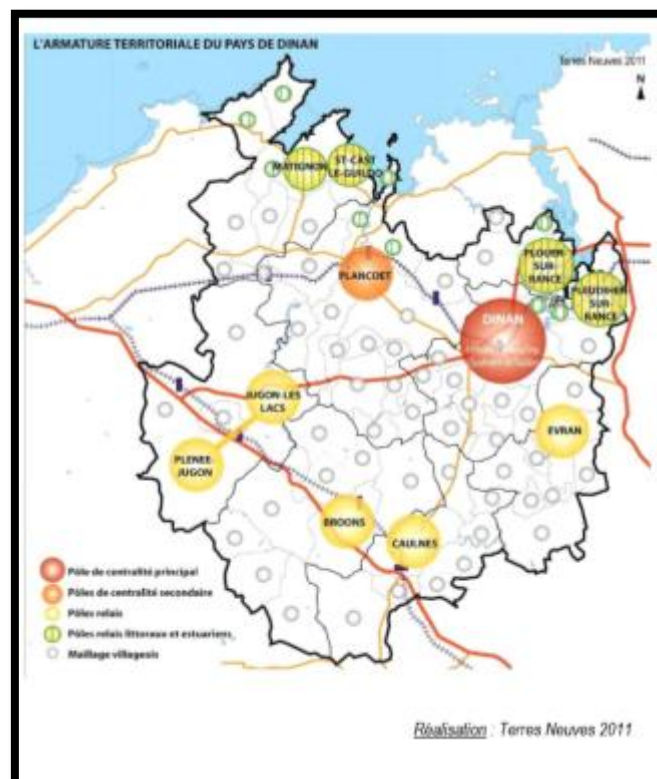 L'ARMATURE TERRITORIALE DU PAYS DE DINAN
Terres Neuves 2011
N
MATIGNON
ST-CAST
LE-GUILDO
PLANCOET
PLOUER-
SUR-
RANCE
PLEUDIHEN
SUR-
RANCE
DINAN
JUGON-LES
LACS
EVRAN
PLENEE-
JUGON
BROONS
CAULNES
Pôle de centralité principal
Pôles de centralité secondaire
Pôles relais
Pôles relais littoraux et estuariens
Maillage villageois
Réalisation : Terres Neuves 2011